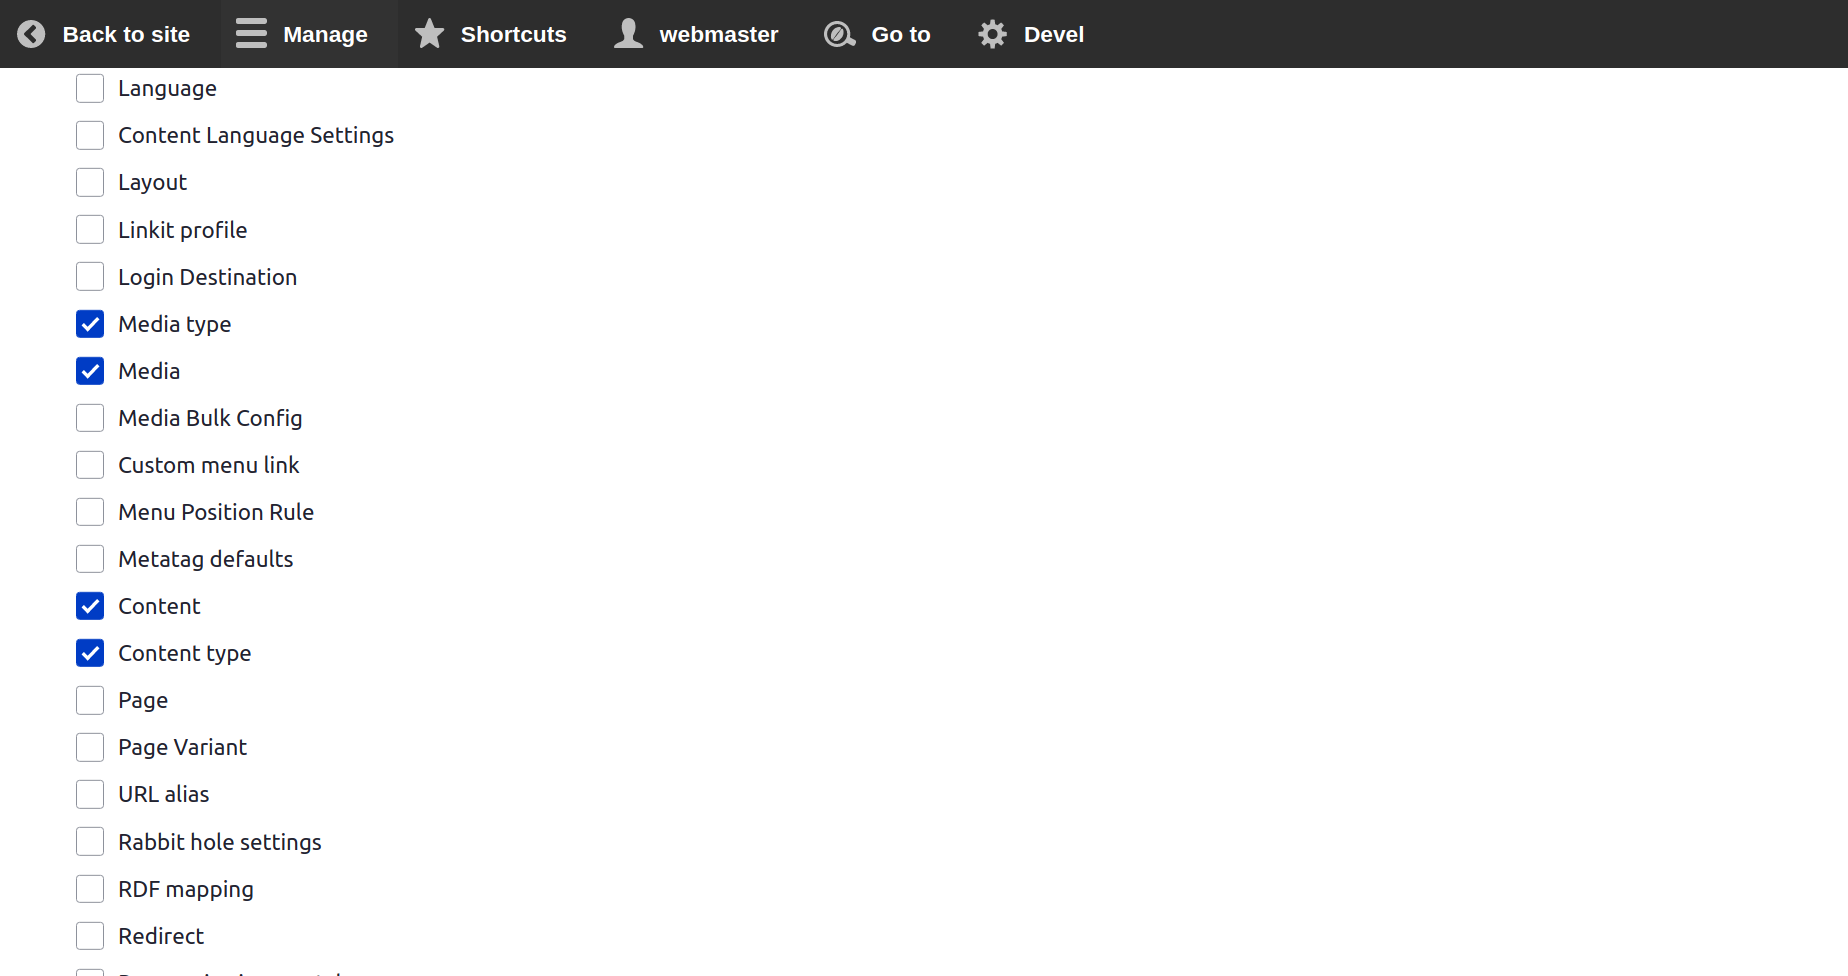 Back to site Manage Shortcuts webmaster Go to Devel
Language
Content Language Settings
Layout
Linkit profile
Login Destination
Media type
Media
Media Bulk Config
Custom menu link
Menu Position Rule
Metatag defaults
Content
Content type
Page
Page Variant
URL alias
Rabbit hole settings
RDF mapping
Redirect